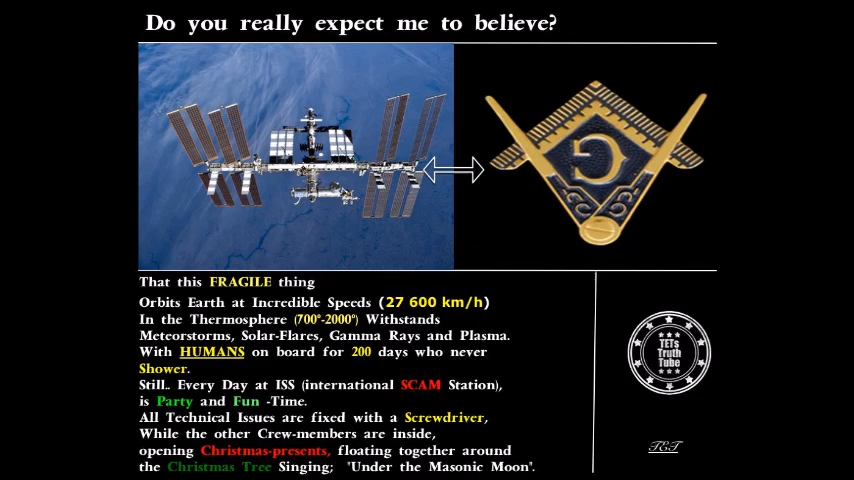 Do you really expect me to believe?
That this FRAGILE thing
Orbits Earth at Incredible Speeds (27 600 km/h)
In the Thermosphere (700°-2000°) Withstands
Meteorstorms, Solar-Flares, Gamma Rays and Plasma.
With HUMANS on board for 200 days who never
Shower.
Still.. Every Day at ISS (international SCAM Station),
is Party and Fun -Time.
All Technical Issues are fixed with a Screwdriver,
While the other Crew-members are inside,
opening Christmas-presents, floating together around
the Christmas Tree Singing; "Under the Masonic Moon".
TETs
Truth
Tube
TET